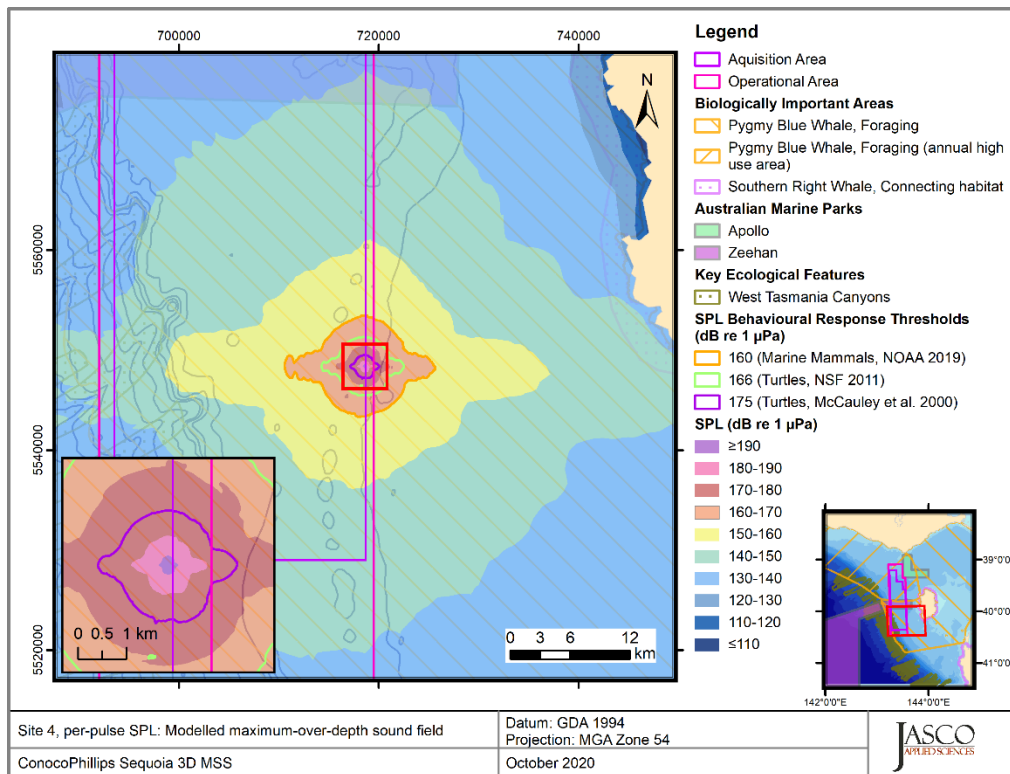 700000
720000
740000
5560000
5540000
5520000
N
0 0.5 1 km
0 3 6 12
km
Legend
Aquisition Area
Operational Area
Biologically Important Areas
Pygmy Blue Whale, Foraging
Pygmy Blue Whale, Foraging (annual high
use area)
Southern Right Whale, Connecting habitat
Australian Marine Parks
Apollo
Zeehan
Key Ecological Features
West Tasmania Canyons
SPL Behavioural Response Thresholds
(dB re 1 µPa)
160 (Marine Mammals, NOAA 2019)
166 (Turtles, NSF 2011)
175 (Turtles, McCauley et al. 2000)
SPL (dB re 1 µPa)
≥190
180-190
170-180
160-170
150-160
140-150
130-140
120-130
110-120
≤110
39°0'0"S
40°0'0"S
41°0'0"S
142°0'0"E
144°0'0"E
Site 4, per-pulse SPL: Modelled maximum-over-depth sound field
Datum: GDA 1994
Projection: MGA Zone 54
ConocoPhillips Sequoia 3D MSS
October 2020
JASCO
APPLIED SCIENCES